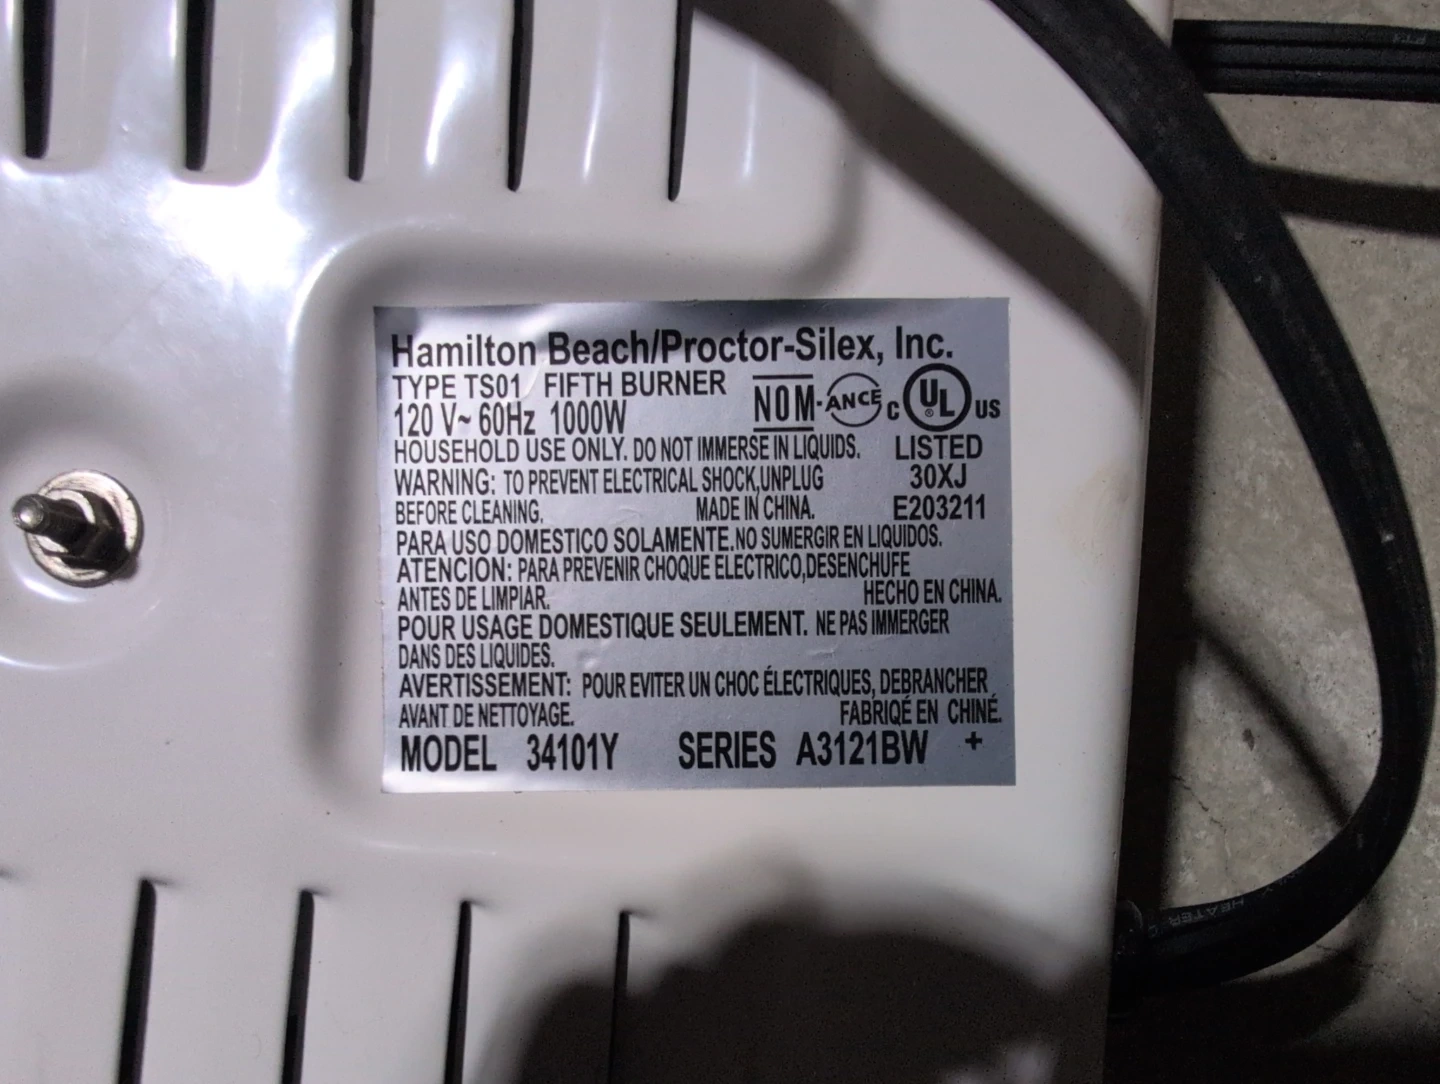 Hamilton Beach/Proctor-Silex, Inc.
TYPE TS01 FIFTH BURNER
120 V~ 60Hz 1000W
NOM-ANCE C UL® US
HOUSEHOLD USE ONLY. DO NOT IMMERSE IN LIQUIDS. LISTED
WARNING: TO PREVENT ELECTRICAL SHOCK,UNPLUG 30XJ
BEFORE CLEANING. MADE IN CHINA. E203211
PARA USO DOMESTICO SOLAMENTE.NO SUMERGIR EN LIQUIDOS.
ATENCION: PARA PREVENIR CHOQUE ELECTRICO,DESENCHUFE
ANTES DE LIMPIAR. HECHO EN CHINA.
POUR USAGE DOMESTIQUE SEULEMENT. NE PAS IMMERGER
DANS DES LIQUIDES.
AVERTISSEMENT: POUR EVITER UN CHOC ÉLECTRIQUES, DEBRANCHER
AVANT DE NETTOYAGE. FABRIQÉ EN CHINÉ.
MODEL 34101Y SERIES A3121BW +
HEATER